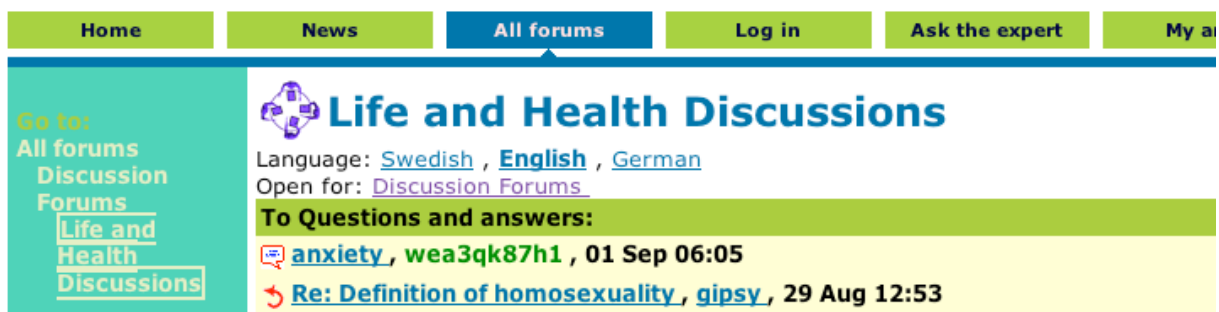 Home News All forums Log in Ask the expert My
Go to:
All forums
Discussion
Forums
Life and
Health
Discussions
Life and Health Discussions
Language: Swedish , English , German
Open for: Discussion Forums
To Questions and answers:
anxiety , wea3qk87h1 , 01 Sep 06:05
Re: Definition of homosexuality , gipsy , 29 Aug 12:53